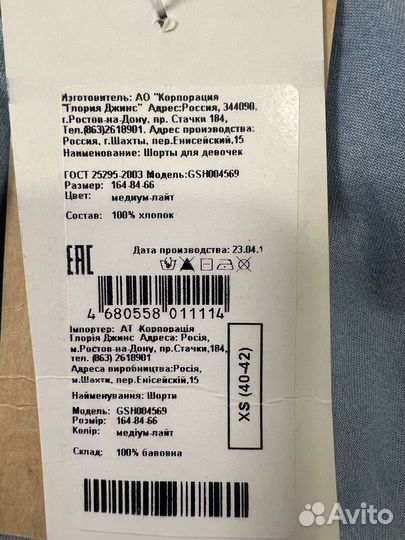 Изготовитель: АО "Корпорация
"Глория Джинс" Адрес:Россия, 344090,
г.Ростов-на-Дону, пр. Стачки 184,
Тел.(863)2618901. Адрес производства:
Россия, г.Шахты, пер.Енисейский,15
Наименование: Шорты для девочек
ГОСТ 25295-2003 Модель:GSH004569
Размер: 164-84-66
Цвет: медиум-лайт
Состав: 100% хлопок
ЕАС
Дата производства: 23.04.1
4 680558 011114
Імпортер: АТ Корпорація
Глорія Джинс Адреса: Росія,
м.Ростов-на-Дону, пр.Стачки,184,
тел. (863) 2618901
Адреса виробництва:Росія,
м.Шахти, пер.Енісейскій,15
Найменування: Шорти
Модель: GSH004569
Розмір: 164-84-66
Колір: медіум-лайт
Склад: 100% бавовна
XS (40-42)
Avito